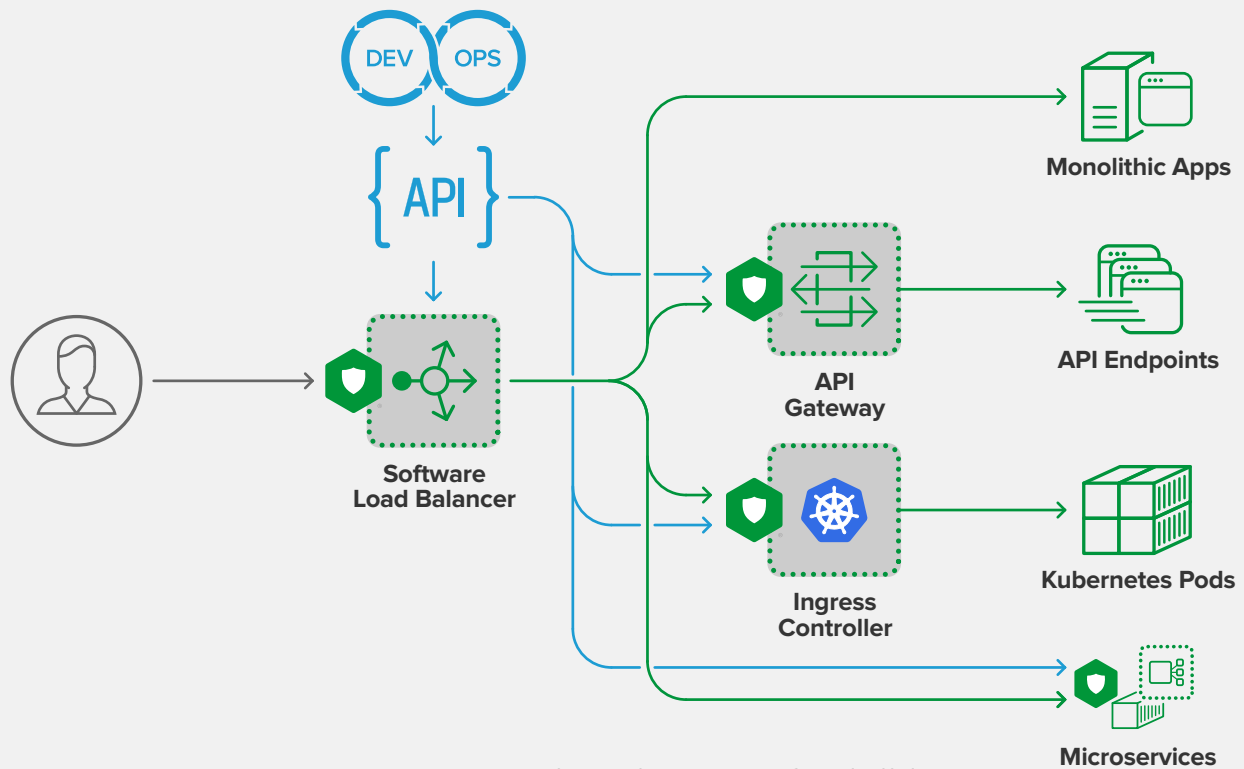 DEV
OPS
{ API }
Monolithic Apps
API Endpoints
API
Gateway
Software
Load Balancer
Kubernetes Pods
Ingress
Controller
Microservices